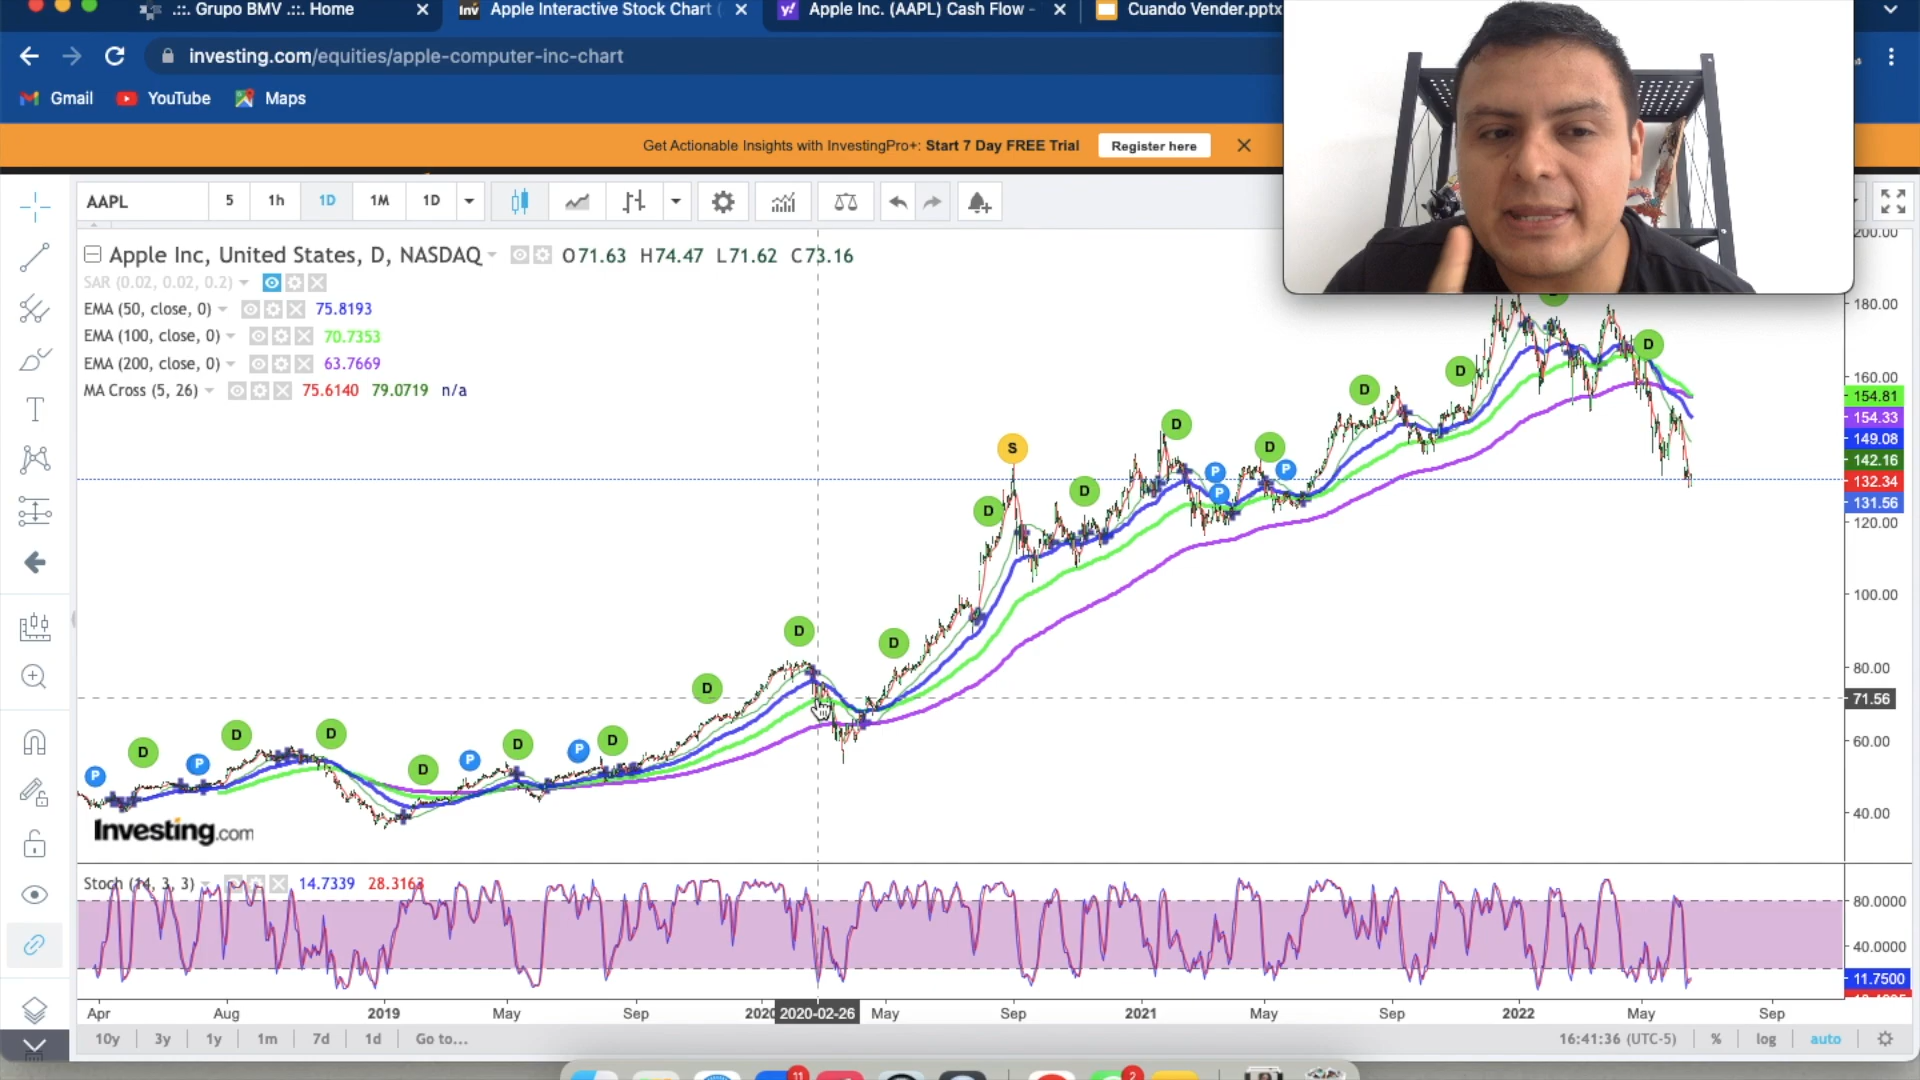 .::. Grupo BMV .::. Home
Apple Interactive Stock Chart (
Apple Inc. (AAPL) Cash Flow -
Cuando Vender.pptx
investing.com/equities/apple-computer-inc-chart
Gmail
YouTube
Maps
Get Actionable Insights with InvestingPro+: Start 7 Day FREE Trial
Register here
AAPL
5
1h
1D
1M
1D
Apple Inc, United States, D, NASDAQ
O71.63 H74.47 L71.62 C73.16
SAR (0.02, 0.02, 0.2)
EMA (50, close, 0) 75.8193
EMA (100, close, 0) 70.7353
EMA (200, close, 0) 63.7669
MA Cross (5, 26) 75.6140 79.0719 n/a
200.00
180.00
160.00
154.81
154.33
149.08
142.16
132.34
131.56
120.00
100.00
80.00
71.56
60.00
40.00
Investing.com
Stoch (14, 3, 3) 14.7339 28.3163
80.0000
40.0000
11.7500
Apr Aug 2019 May Sep 2020 2020-02-26 May Sep 2021 May Sep 2022 May Sep
10y 3y 1y 1m 7d 1d Go to...
16:41:36 (UTC-5) % log auto
11
2